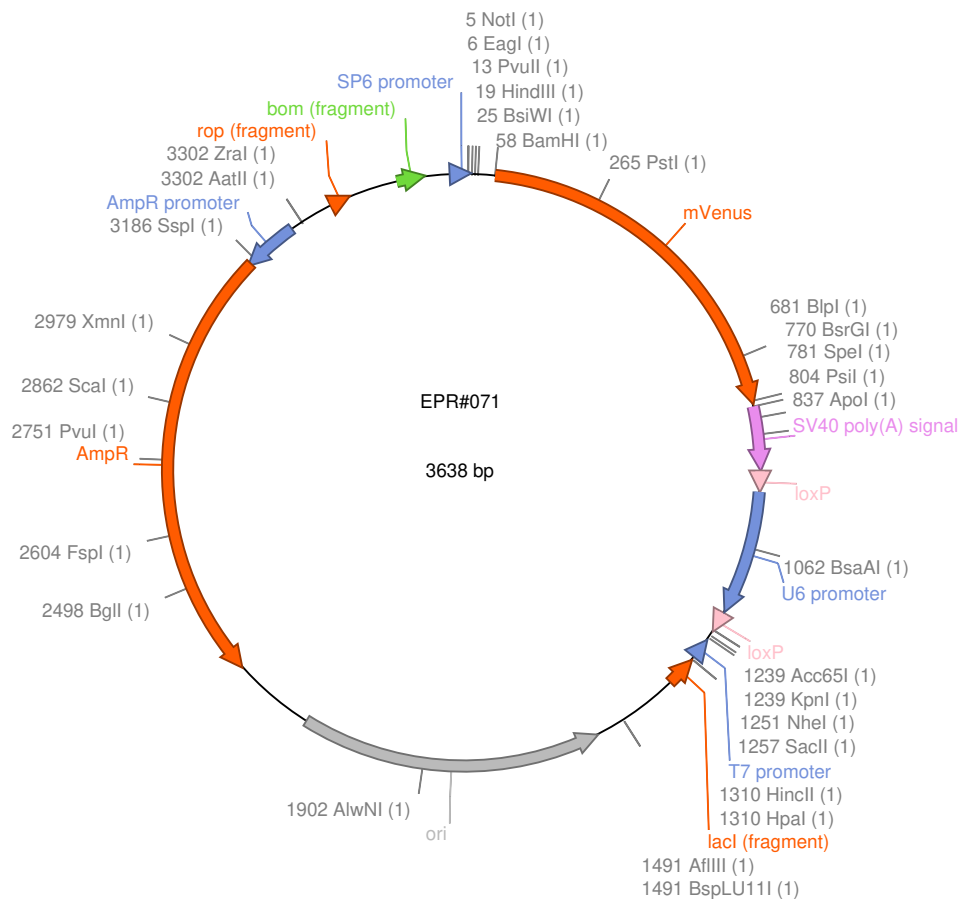 5 NotI (1)
6 EagI (1)
13 PvuII (1)
19 HindIII (1)
25 BsiWI (1)
58 BamHI (1)
265 PstI (1)
mVenus
681 BlpI (1)
770 BsrGI (1)
781 SpeI (1)
804 PsiI (1)
837 ApoI (1)
SV40 poly(A) signal
loxP
1062 BsaAI (1)
U6 promoter
loxP
1239 Acc65I (1)
1239 KpnI (1)
1251 NheI (1)
1257 SacII (1)
T7 promoter
1310 HincII (1)
1310 HpaI (1)
lacI (fragment)
1491 AflIII (1)
1491 BspLU11I (1)
ori
1902 AlwNI (1)
2498 BglI (1)
2604 FspI (1)
AmpR
2751 PvuI (1)
2862 ScaI (1)
2979 XmnI (1)
3186 SspI (1)
AmpR promoter
3302 AatII (1)
3302 ZraI (1)
rop (fragment)
bom (fragment)
SP6 promoter
EPR#071
3638 bp